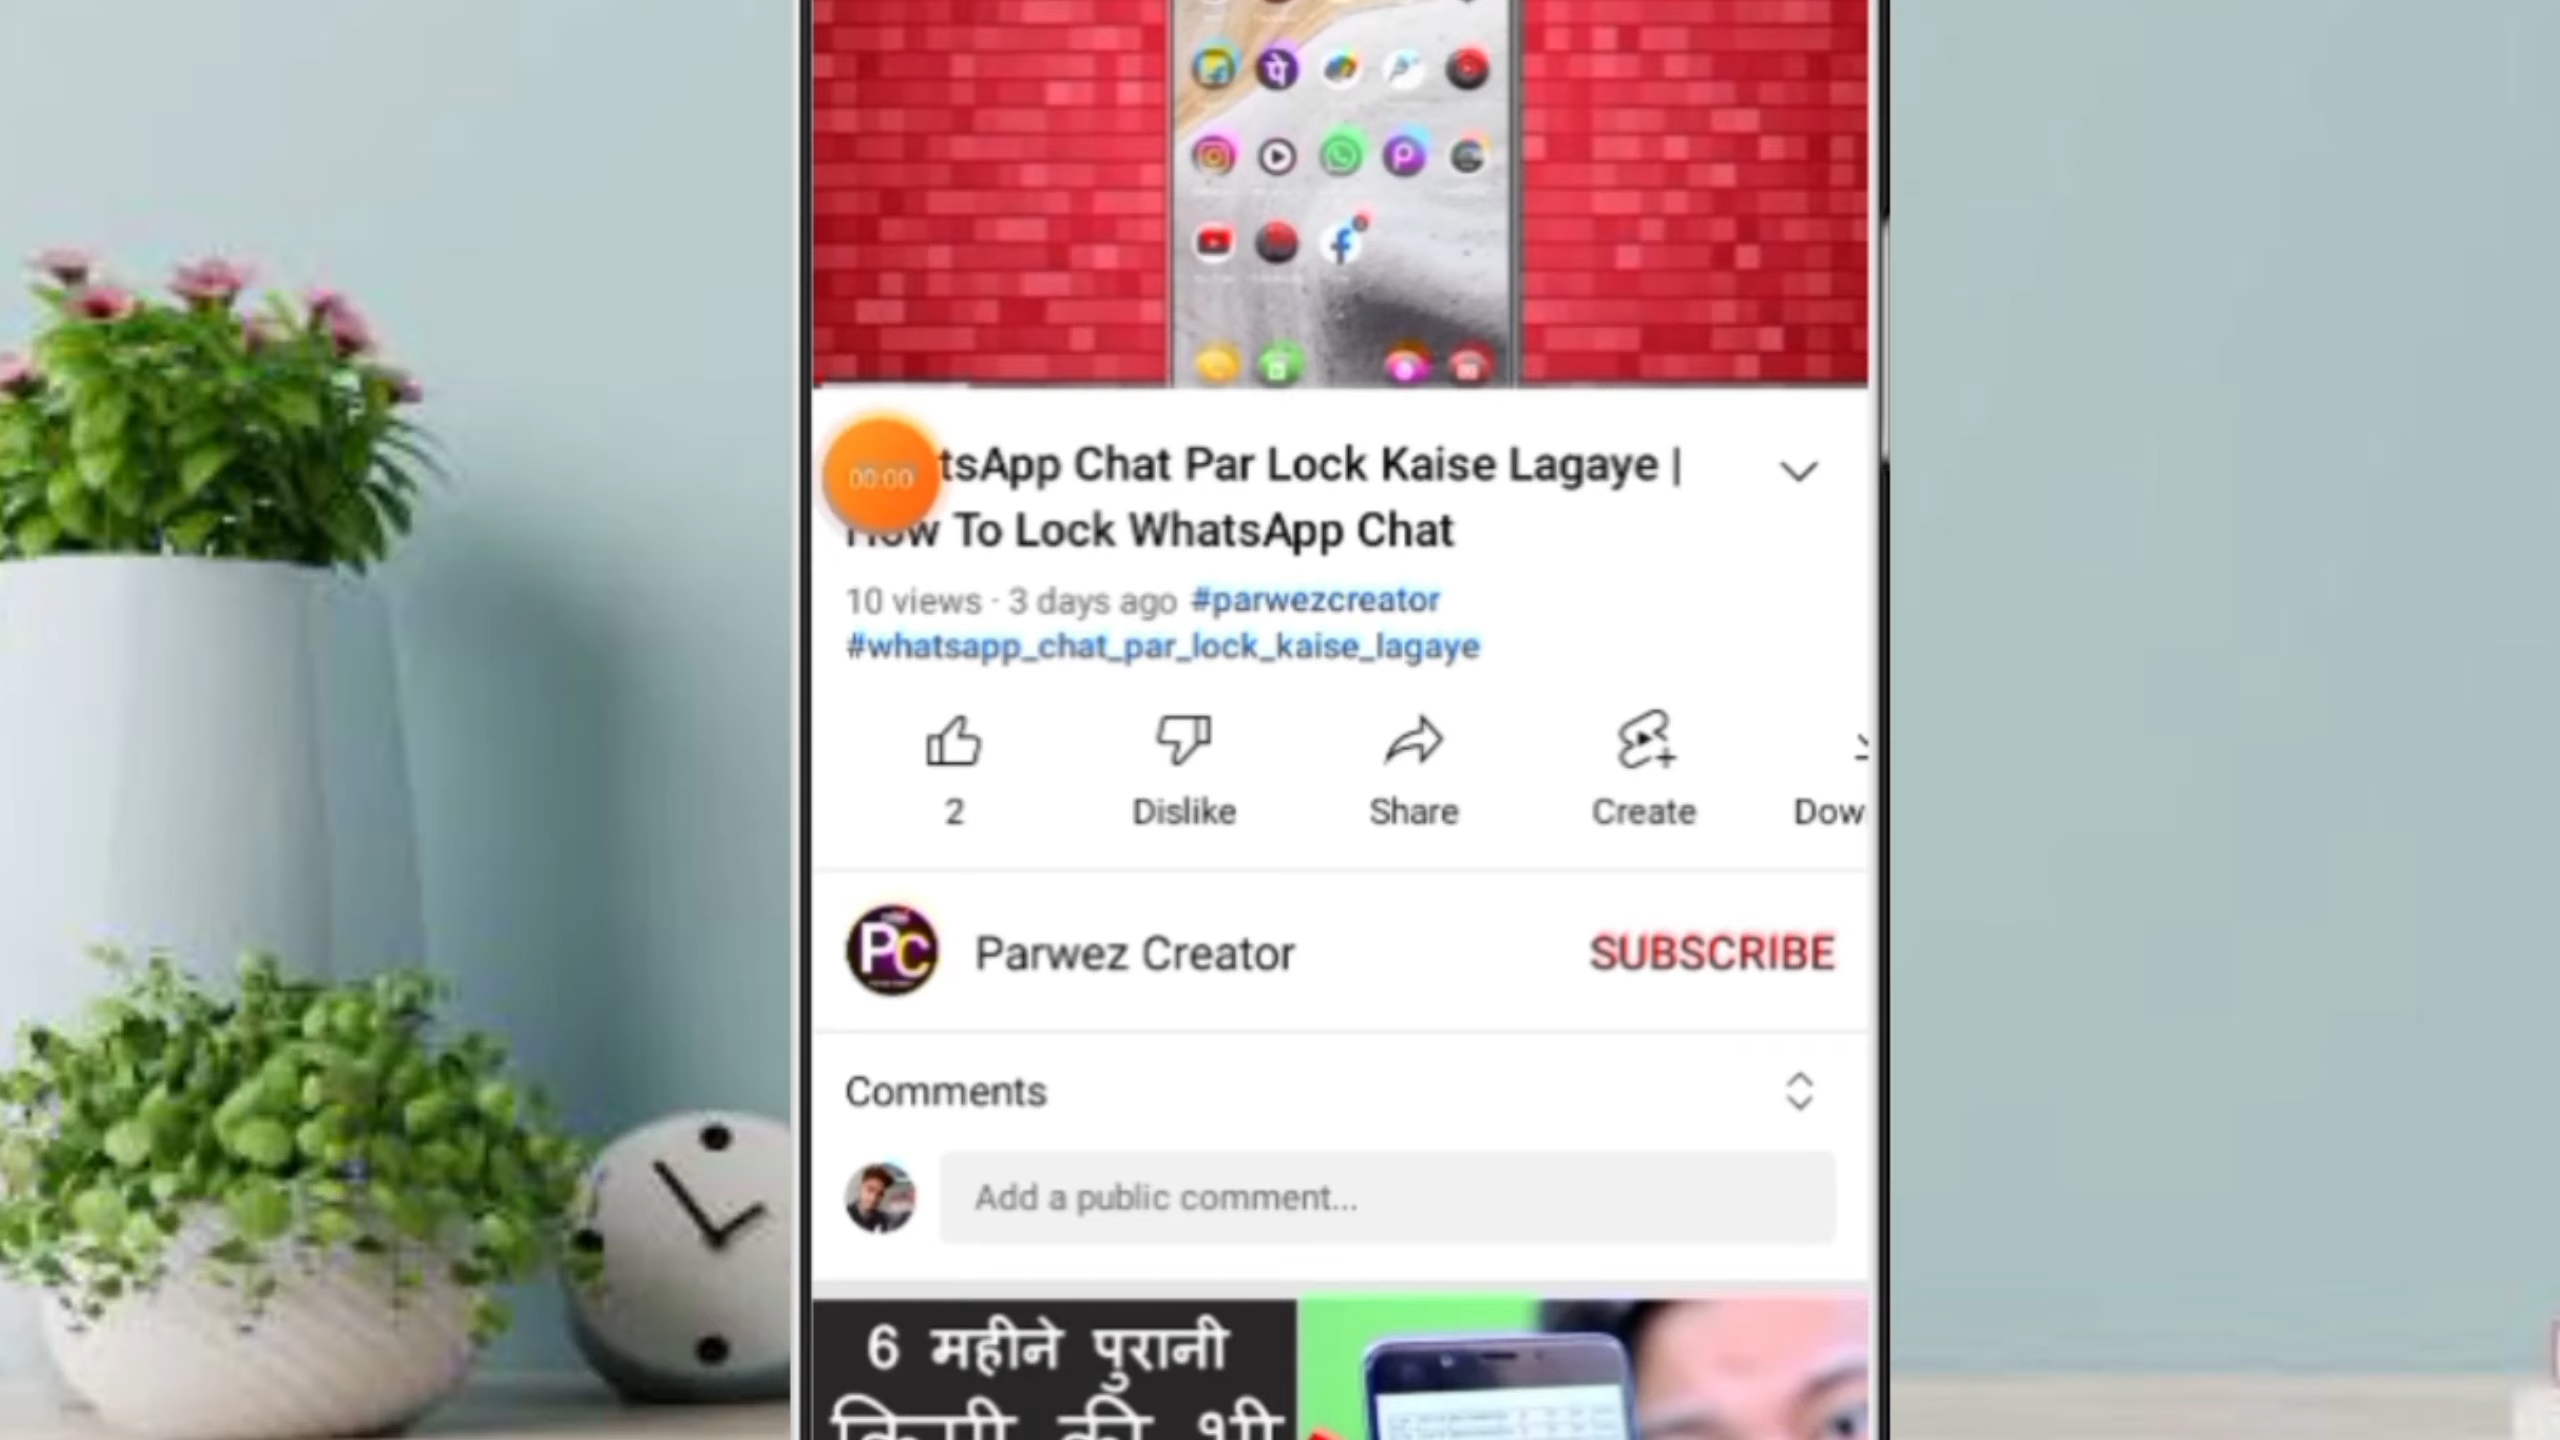 00:00
tsApp Chat Par Lock Kaise Lagaye |
How To Lock WhatsApp Chat
10 views · 3 days ago #parwezcreator
#whatsapp_chat_par_lock_kaise_lagaye
2
Dislike
Share
Create
Dow
PC
Parwez Creator
SUBSCRIBE
Comments
Add a public comment...
6 महीने पुरानी
किसी की भी